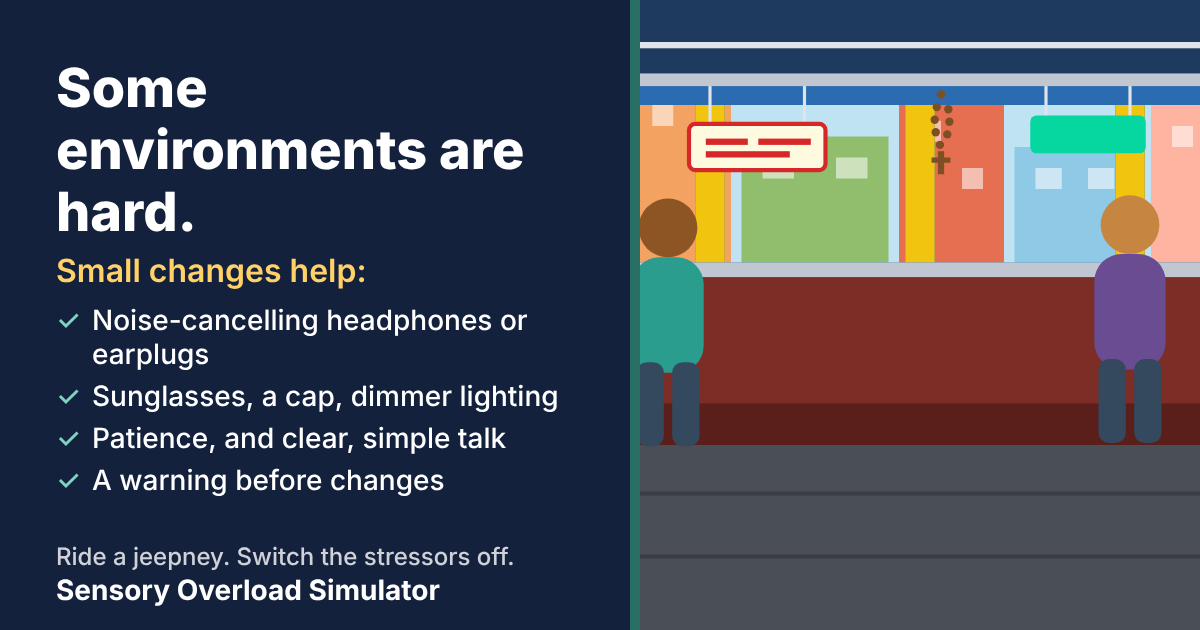 Some
environments are
hard.
Small changes help:
Noise-cancelling headphones or
earplugs
Sunglasses, a cap, dimmer lighting
Patience, and clear, simple talk
A warning before changes
Ride a jeepney. Switch the stressors off.
Sensory Overload Simulator